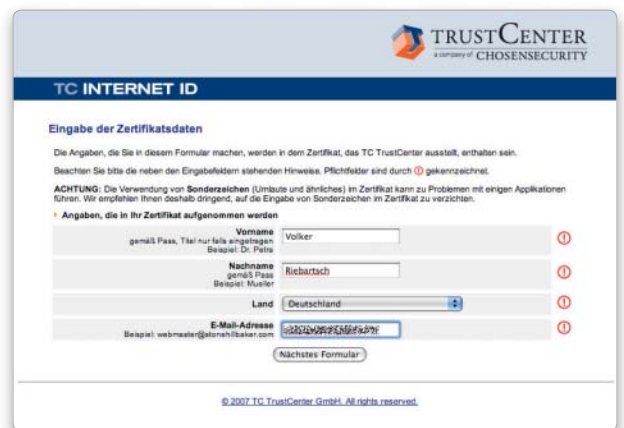 TRUSTCENTER
a company of CHOSENSECURITY
TC INTERNET ID
Eingabe der Zertifikatsdaten
Die Angaben, die Sie in diesem Formular machen, werden in dem Zertifikat, das TC TrustCenter ausstellt, enthalten sein.
Beachten Sie bitte die neben den Eingabefeldern stehenden Hinweise. Pflichtfelder sind durch ! gekennzeichnet.
ACHTUNG: Die Verwendung von Sonderzeichen (Umlaute und ähnliches) im Zertifikat kann zu Problemen mit einigen Applikationen
führen. Wir empfehlen Ihnen deshalb dringend, auf die Eingabe von Sonderzeichen im Zertifikat zu verzichten.
Angaben, die in Ihr Zertifikat aufgenommen werden
Vorname
gemäß Pass, Titel nur falls eingetragen
Beispiel: Dr. Petra
Volker
!
Nachname
gemäß Pass
Beispiel: Mueller
Riebartsch
!
Land
Deutschland
!
E-Mail-Adresse
Beispiel: webmaster@stonehillbaker.com
!
Nächstes Formular
© 2007 TC TrustCenter GmbH. All rights reserved.